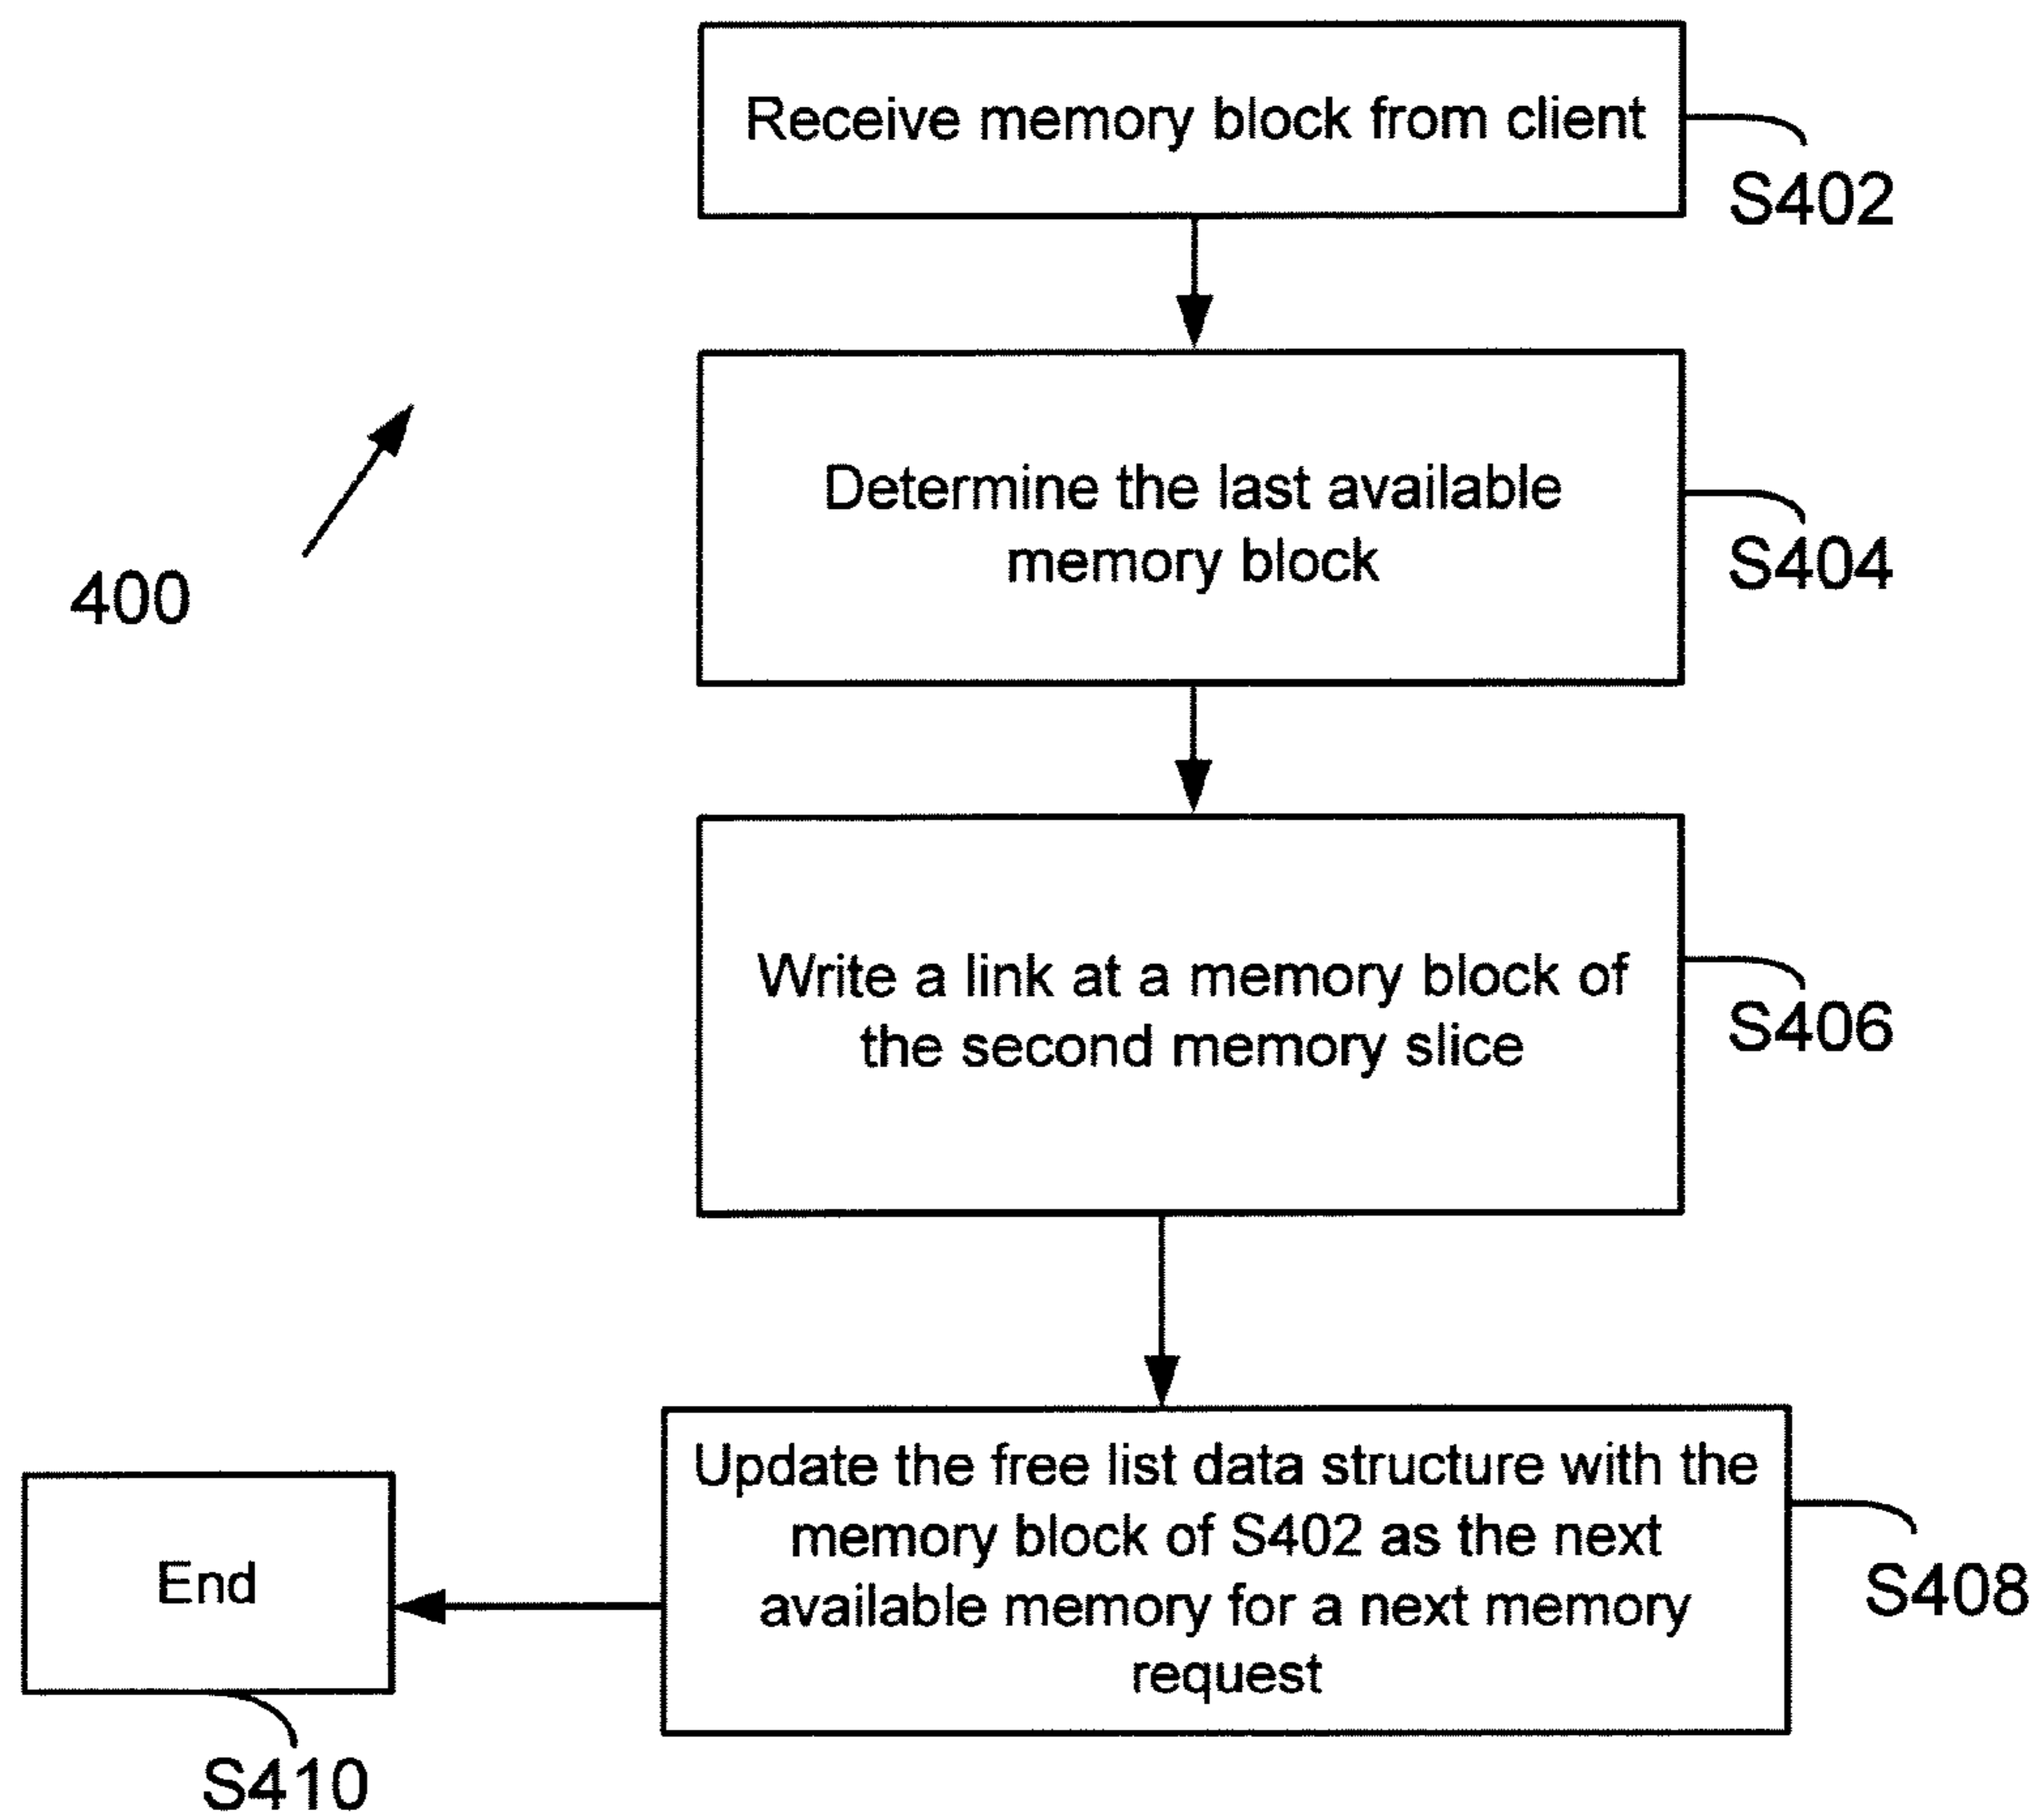 Receive memory block from client
S402
Determine the last available
memory block
S404
400
Write a link at a memory block of
the second memory slice
S406
Update the free list data structure with the
memory block of S402 as the next
available memory for a next memory
request
S408
End
S410